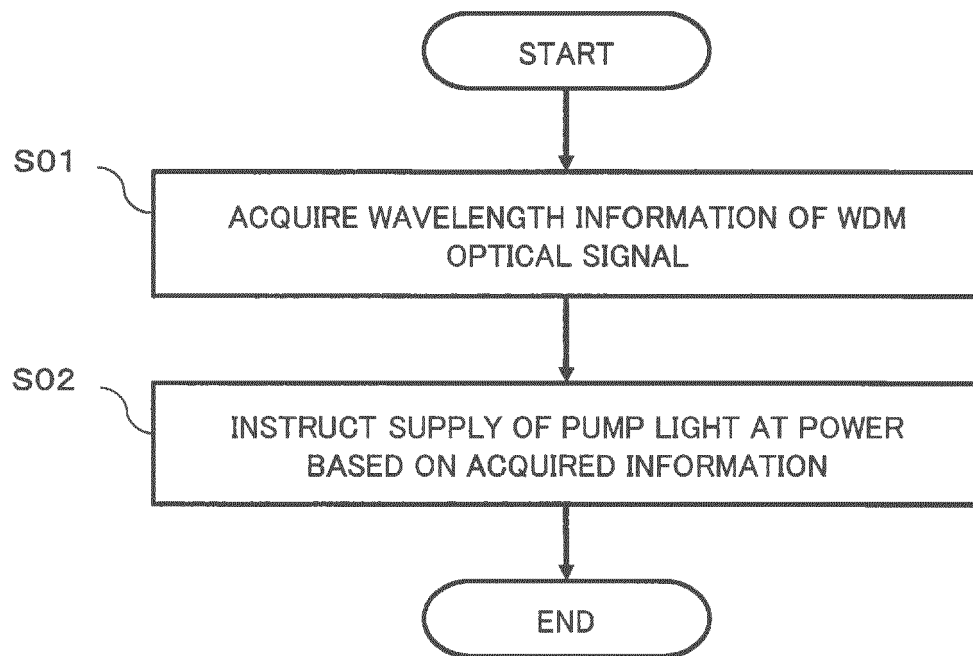 START
S01
ACQUIRE WAVELENGTH INFORMATION OF WDM
OPTICAL SIGNAL
S02
INSTRUCT SUPPLY OF PUMP LIGHT AT POWER
BASED ON ACQUIRED INFORMATION
END